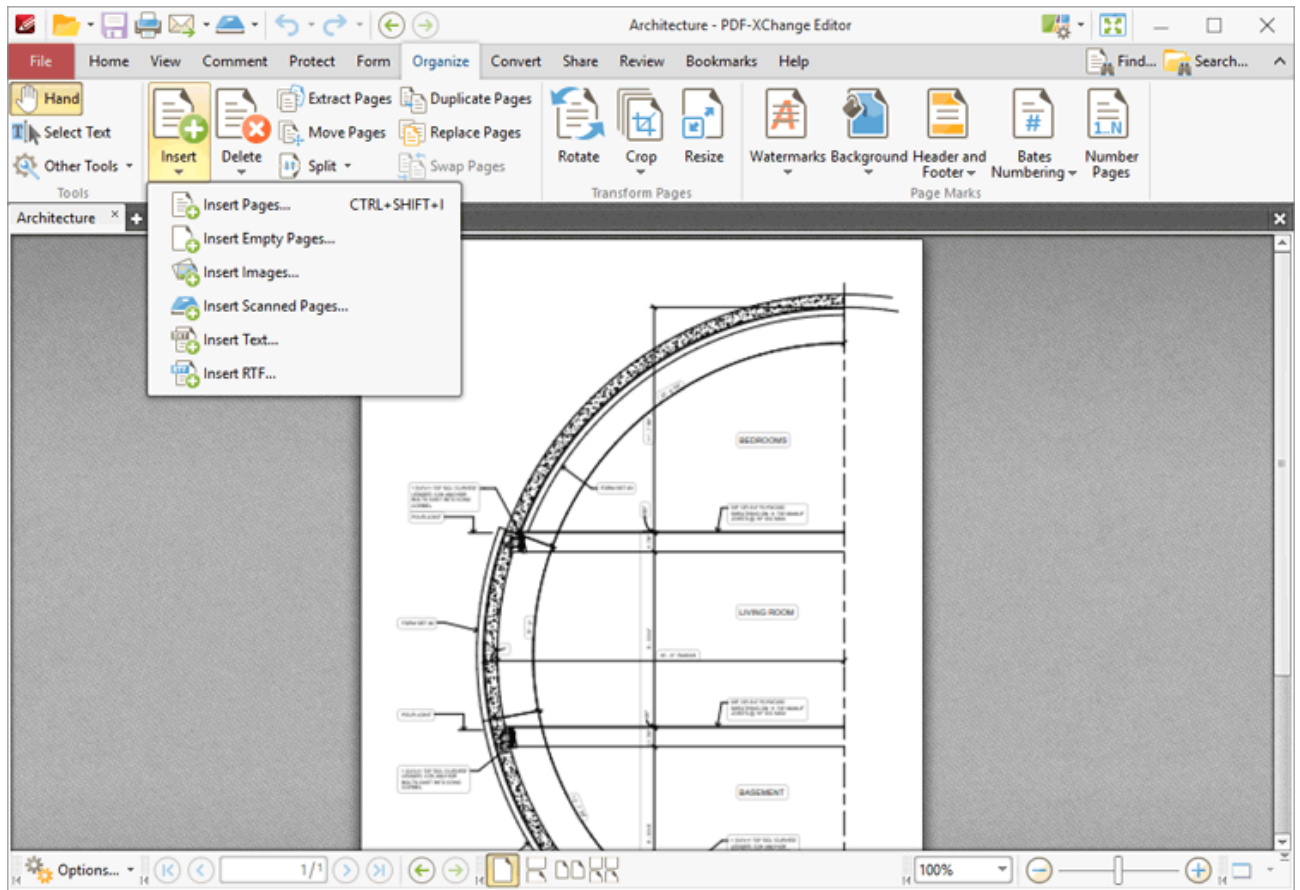 Architecture - PDF-XChange Editor
File Home View Comment Protect Form Organize Convert Share Review Bookmarks Help Find... Search...
Hand
Select Text
Other Tools
Tools
Insert
Delete
Extract Pages
Move Pages
Split
Duplicate Pages
Replace Pages
Swap Pages
Rotate
Crop
Resize
Transform Pages
Watermarks
Background
Header and
Footer
Bates
Numbering
Number
Pages
Page Marks
Architecture
Insert Pages... CTRL+SHIFT+I
Insert Empty Pages...
Insert Images...
Insert Scanned Pages...
Insert Text...
Insert RTF...
BEDROOMS
LIVING ROOM
BASEMENT
Options... 1/1 100%